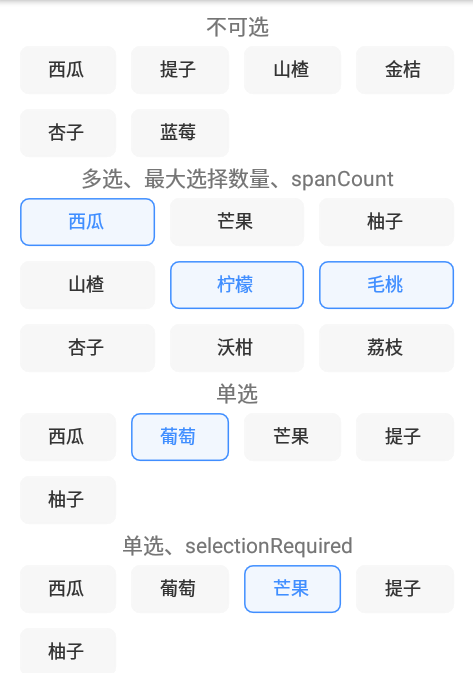 不可选
西瓜 提子 山楂 金桔
杏子 蓝莓
多选、最大选择数量、spanCount
西瓜 芒果 柚子
山楂 柠檬 毛桃
杏子 沃柑 荔枝
单选
西瓜 葡萄 芒果 提子
柚子
单选、selectionRequired
西瓜 葡萄 芒果 提子
柚子